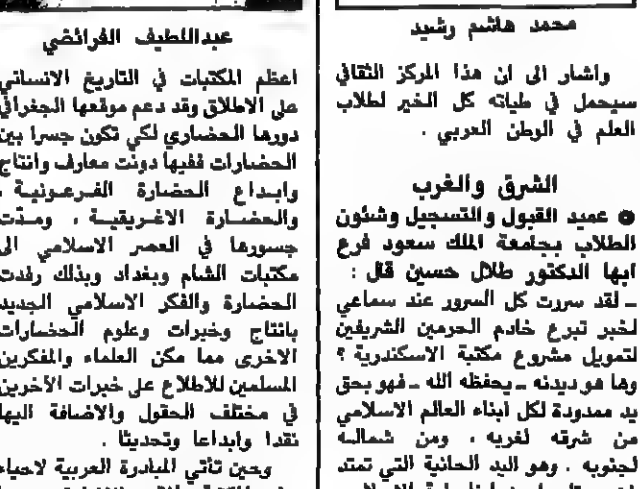 محمد هاشم رشيد
واشار الى ان هذا المركز الثقافي
سيحمل في طياته كل الخير لطلاب
العلم في الوطن العربي .
الشرق والغرب
● عميد القبول والتسجيل وشئون
الطلاب بجامعة الملك سعود فرع
ابها الدكتور طلال حسين قال :
ـ لقد سررت كل السرور عند سماعي
لخبر تبرع خادم الحرمين الشريفين
لتمويل مشروع مكتبة الاسكندرية ؟
وها هو ديدنه ـ يحفظه الله ـ فهو بحق
يد ممدودة لكل ابناء العالم الاسلامي
من شرقه لغربه ، ومن شماله
لجنوبه . وهو اليد الحانية التي تمتد
عبداللطيف الفرائضي
اعظم المكتبات في التاريخ الانساني
على الاطلاق وقد دعم موقعها الجغرافي
دورها الحضاري لكي تكون جسرا بين
الحضارات ففيها دونت معارف وانتاج
وابداع الحضارة الفرعونية ،
والحضارة الاغريقية ، ومدّت
جسورها في العصر الاسلامي الى
مكتبات الشام وبغداد وبذلك رفدت
الحضارة والفكر الاسلامي الجديد
بانتاج وخبرات وعلوم الحضارات
الاخرى مما مكن العلماء والمفكرين
المسلمين للاطلاع على خبرات الآخرين
في مختلف الحقول والاضافة اليها
نقدا وابداعا وتحديثا .
وحين تأتي المبادرة العربية لاحياء